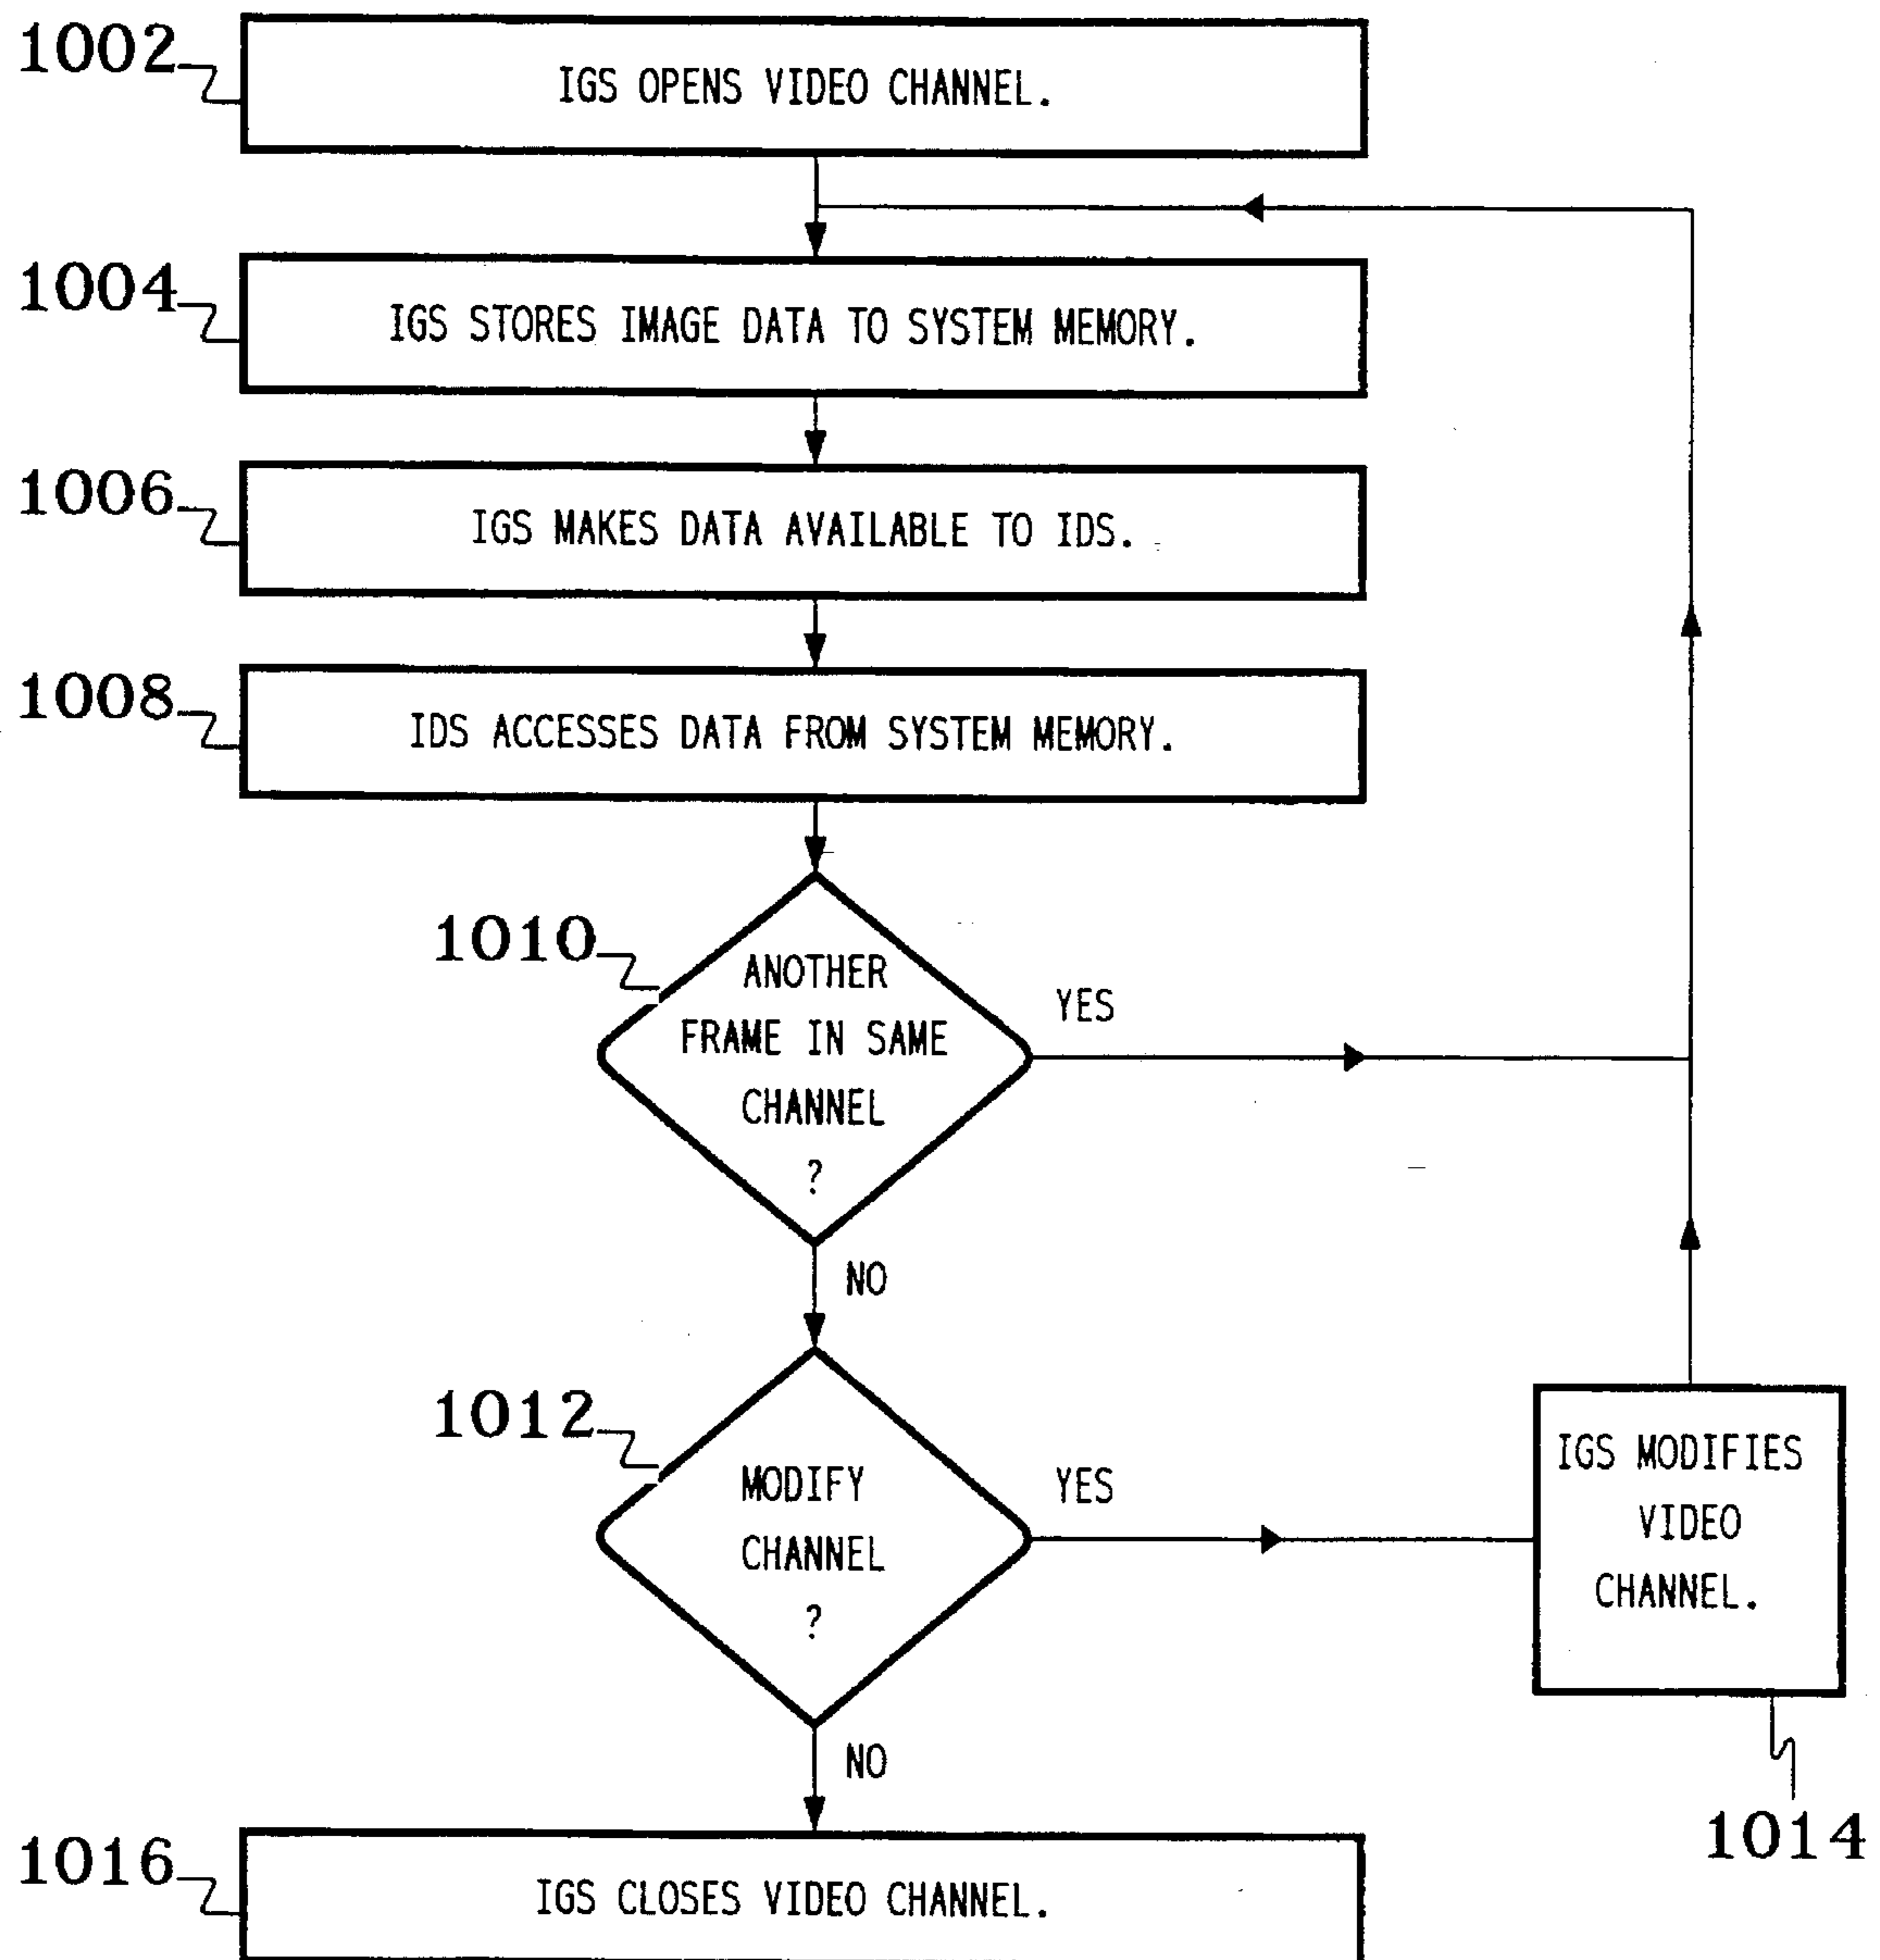 1002
IGS OPENS VIDEO CHANNEL.
1004
IGS STORES IMAGE DATA TO SYSTEM MEMORY.
1006
IGS MAKES DATA AVAILABLE TO IDS.
1008
IDS ACCESSES DATA FROM SYSTEM MEMORY.
1010
ANOTHER
FRAME IN SAME
CHANNEL
?
YES
NO
1012
MODIFY
CHANNEL
?
YES
IGS MODIFIES
VIDEO
CHANNEL.
1014
NO
1016
IGS CLOSES VIDEO CHANNEL.